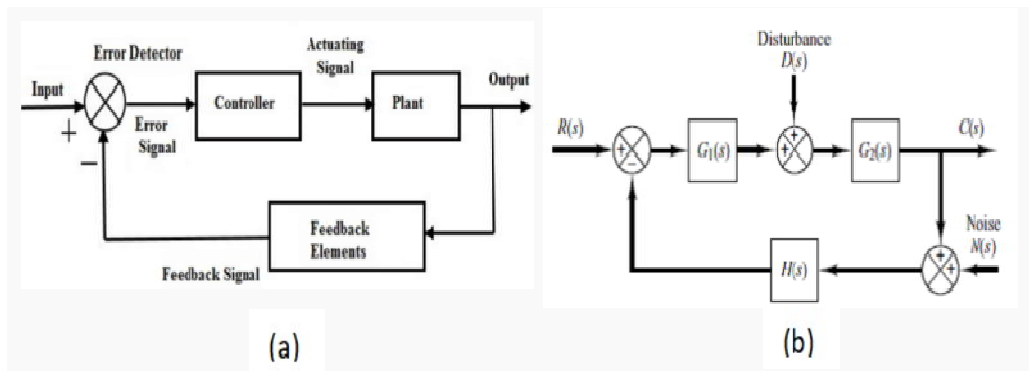 Error Detector
Actuating
Signal
Input
Output
Controller
Plant
+
Error
Signal
−
Feedback
Elements
Feedback Signal
(a)
Disturbance
D(s)
R(s)
C(s)
+
+
+
−
G₁(s)
G₂(s)
Noise
N(s)
+
+
H(s)
(b)